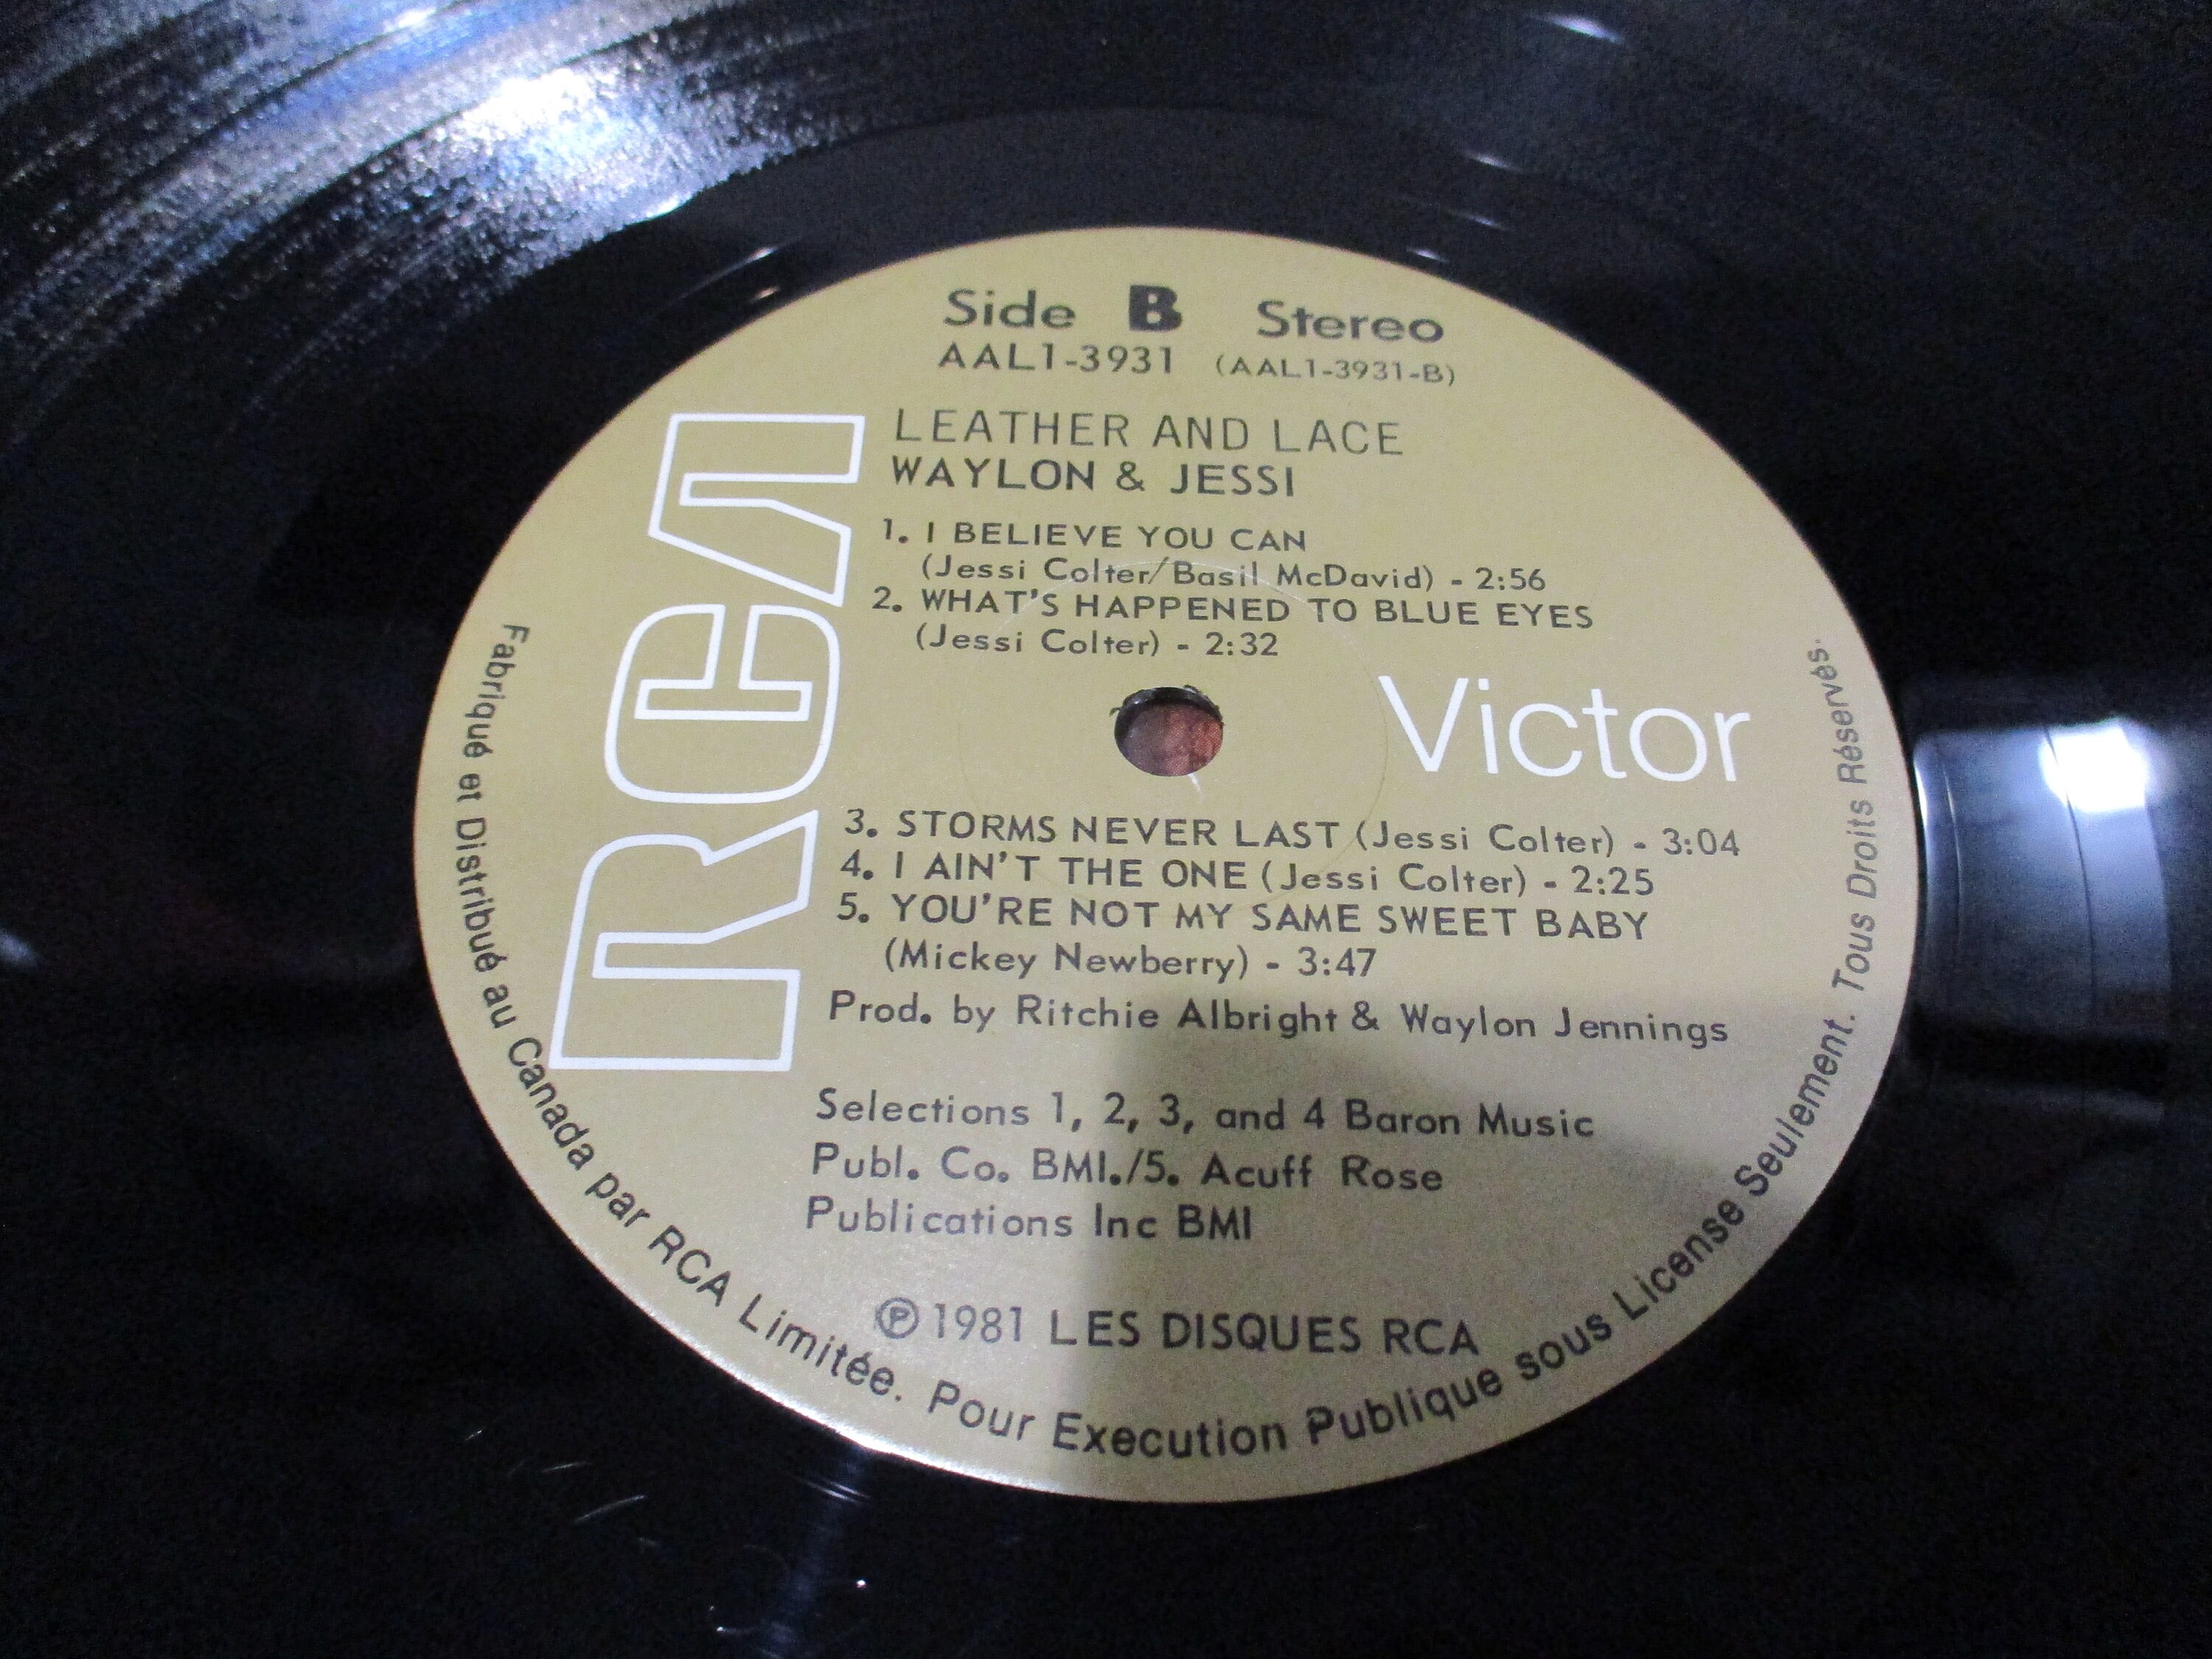 Side B Stereo
AAL1-3931 (AAL1-3931-B)
LEATHER AND LACE
WAYLON & JESSI
1. I BELIEVE YOU CAN
(Jessi Colter/Basil McDavid) - 2:56
2. WHAT'S HAPPENED TO BLUE EYES
(Jessi Colter) - 2:32
RCA
Victor
3. STORMS NEVER LAST (Jessi Colter) - 3:04
4. I AIN'T THE ONE (Jessi Colter) - 2:25
5. YOU'RE NOT MY SAME SWEET BABY
(Mickey Newberry) - 3:47
Prod. by Ritchie Albright & Waylon Jennings
Selections 1, 2, 3, and 4 Baron Music
Publ. Co. BMI./5. Acuff Rose
Publications Inc BMI
℗ 1981 LES DISQUES RCA
Fabriqué et Distribué au Canada par RCA Limitée. Pour Execution Publique sous License Seulement. Tous Droits Réservés.